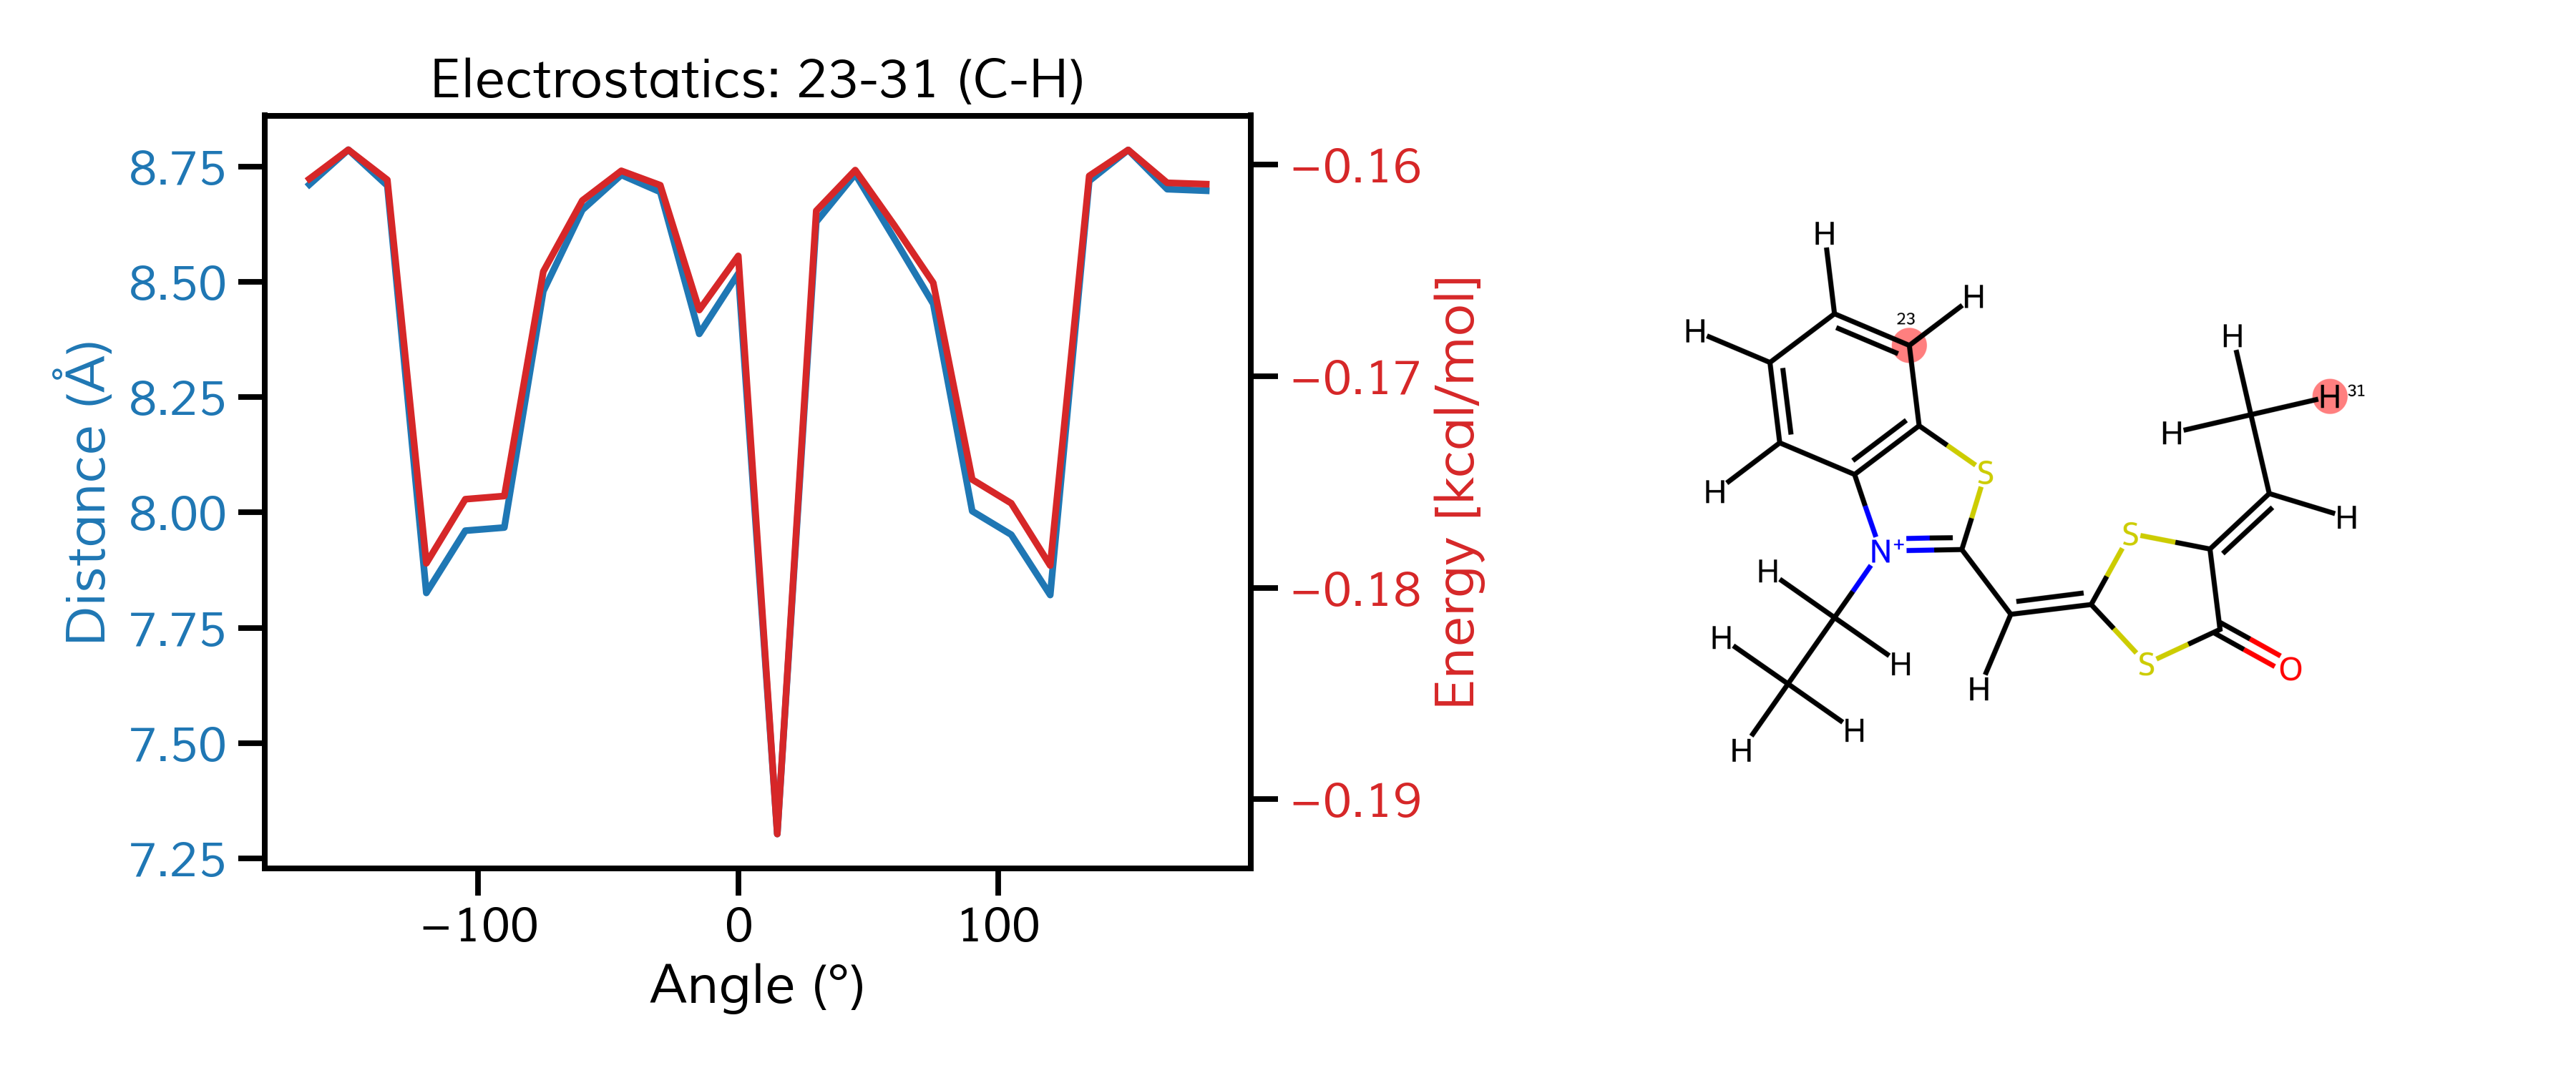 Electrostatics: 23-31 (C-H)
8.75
8.50
8.25
8.00
7.75
7.50
7.25
Distance (Å)
−0.16
−0.17
−0.18
−0.19
Energy [kcal/mol]
−100
0
100
Angle (°)
H
H
23
H
H
H
31
H
S
H
H
S
N+
H
H
H
S
O
H
H
H
H